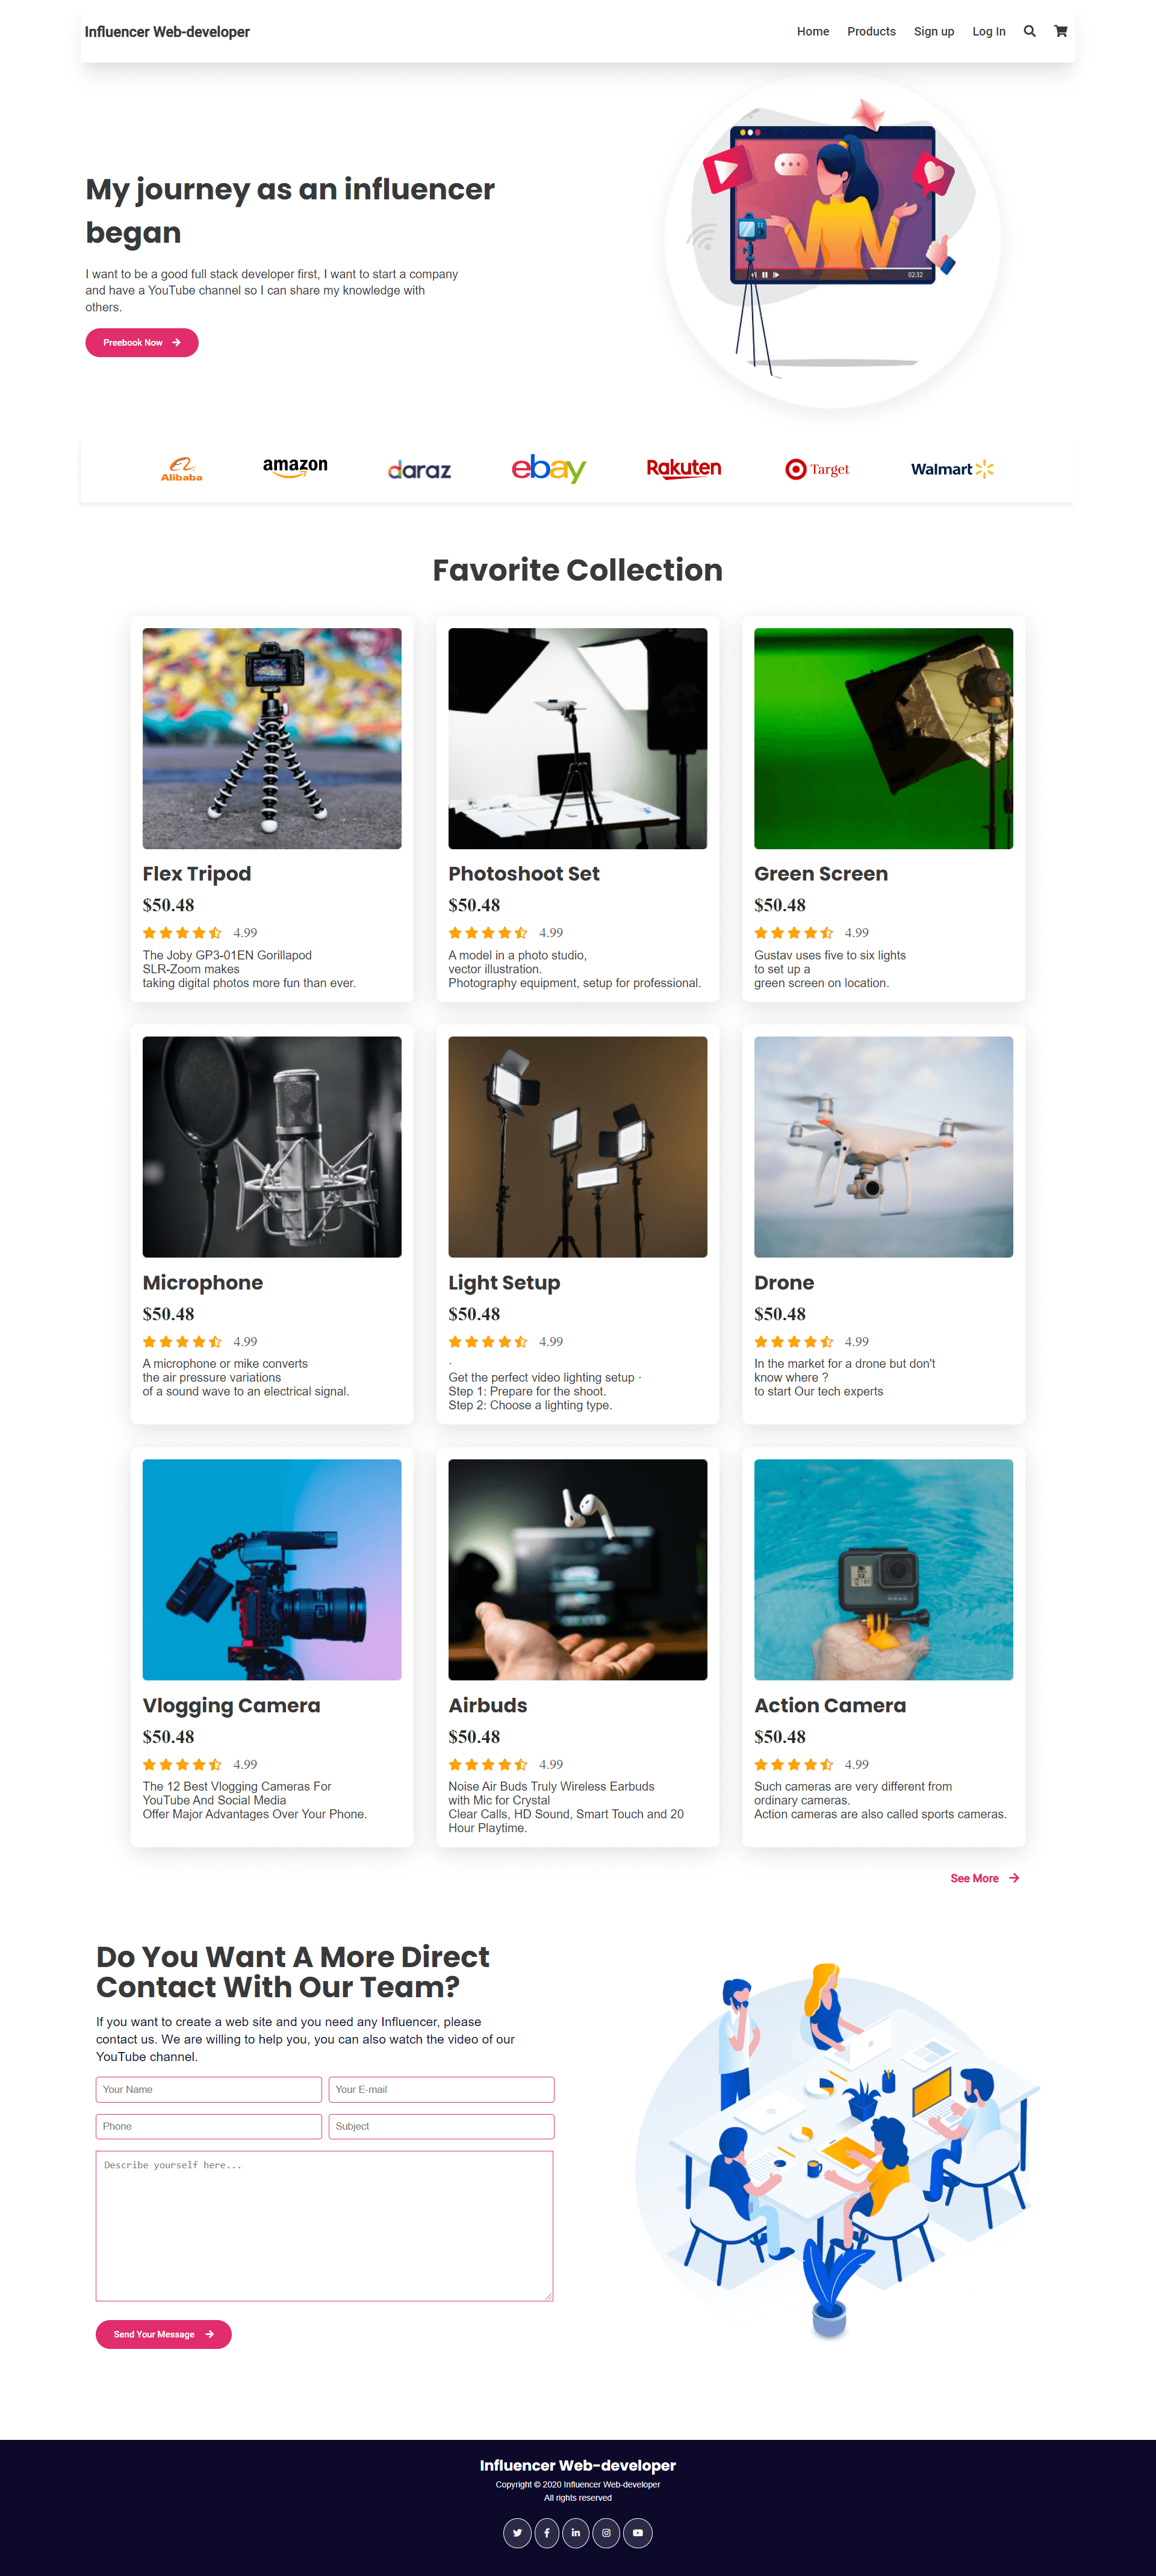 Influencer Web-developer
Home Products Sign up Log In
My journey as an influencer
began
I want to be a good full stack developer first, I want to start a company
and have a YouTube channel so I can share my knowledge with
others.
Preebook Now
02:32
Alibaba amazon daraz ebay Rakuten Target Walmart
Favorite Collection
Flex Tripod
$50.48
4.99
The Joby GP3-01EN Gorillapod
SLR-Zoom makes
taking digital photos more fun than ever.
Photoshoot Set
$50.48
4.99
A model in a photo studio,
vector illustration.
Photography equipment, setup for professional.
Green Screen
$50.48
4.99
Gustav uses five to six lights
to set up a
green screen on location.
Microphone
$50.48
4.99
A microphone or mike converts
the air pressure variations
of a sound wave to an electrical signal.
Light Setup
$50.48
4.99
·
Get the perfect video lighting setup ·
Step 1: Prepare for the shoot.
Step 2: Choose a lighting type.
Drone
$50.48
4.99
In the market for a drone but don't
know where ?
to start Our tech experts
Vlogging Camera
$50.48
4.99
The 12 Best Vlogging Cameras For
YouTube And Social Media
Offer Major Advantages Over Your Phone.
Airbuds
$50.48
4.99
Noise Air Buds Truly Wireless Earbuds
with Mic for Crystal
Clear Calls, HD Sound, Smart Touch and 20
Hour Playtime.
Action Camera
$50.48
4.99
Such cameras are very different from
ordinary cameras.
Action cameras are also called sports cameras.
See More
Do You Want A More Direct
Contact With Our Team?
If you want to create a web site and you need any Influencer, please
contact us. We are willing to help you, you can also watch the video of our
YouTube channel.
Your Name Your E-mail
Phone Subject
Describe yourself here...
Send Your Message
Influencer Web-developer
Copyright © 2020 Influencer Web-developer
All rights reserved